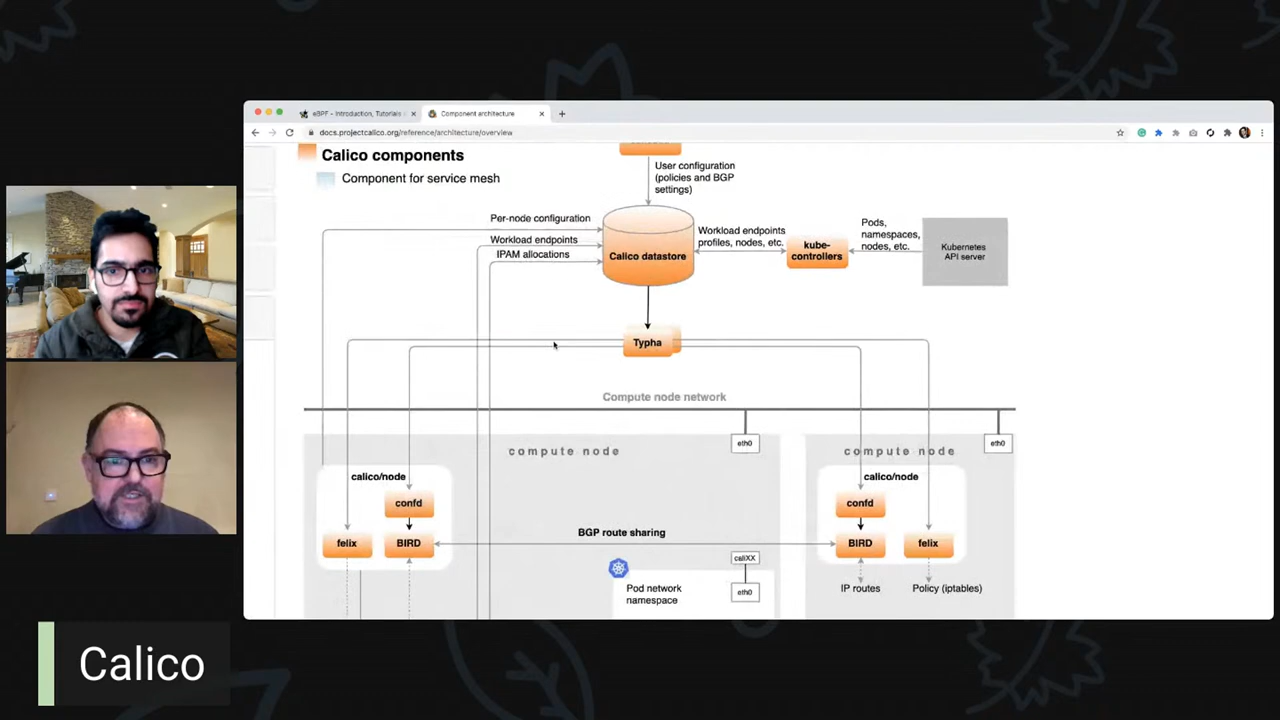 eBPF - Introduction, Tutorials
Component architecture
docs.projectcalico.org/reference/architecture/overview
Calico components
Component for service mesh
User configuration
(policies and BGP
settings)
Per-node configuration
Workload endpoints
IPAM allocations
Calico datastore
Workload endpoints
profiles, nodes, etc.
kube-
controllers
Pods,
namespaces,
nodes, etc.
Kubernetes
API server
Typha
Compute node network
eth0
eth0
compute node
compute node
calico/node
calico/node
confd
confd
felix
BIRD
BGP route sharing
BIRD
felix
caliXX
Pod network
namespace
eth0
IP routes
Policy (iptables)
Calico